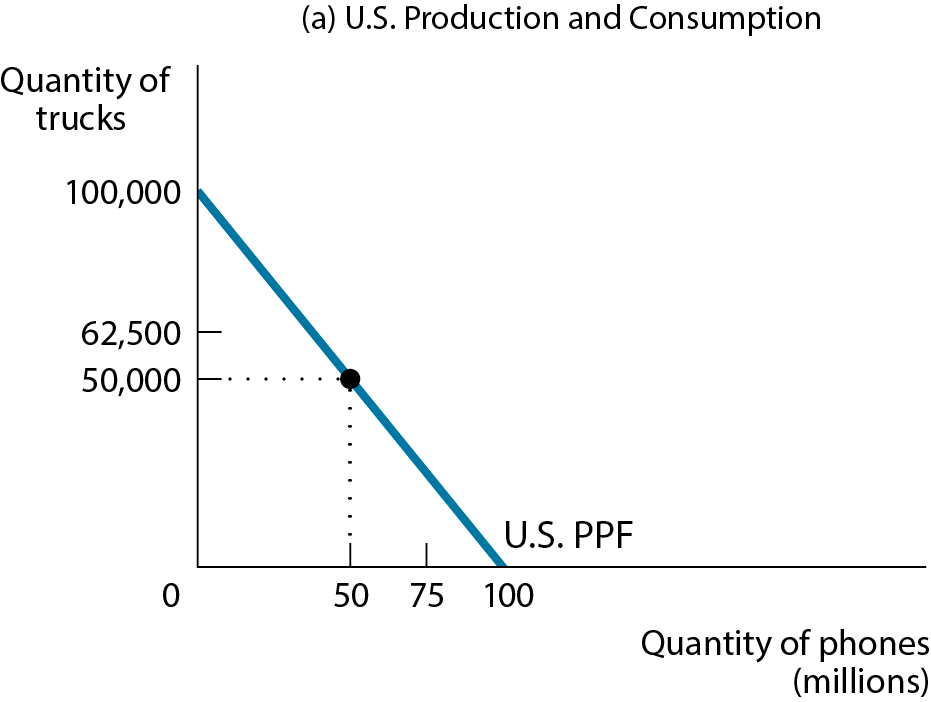 (a) U.S. Production and Consumption
Quantity of
trucks
100,000
62,500
50,000
U.S. PPF
0
50
75
100
Quantity of phones
(millions)